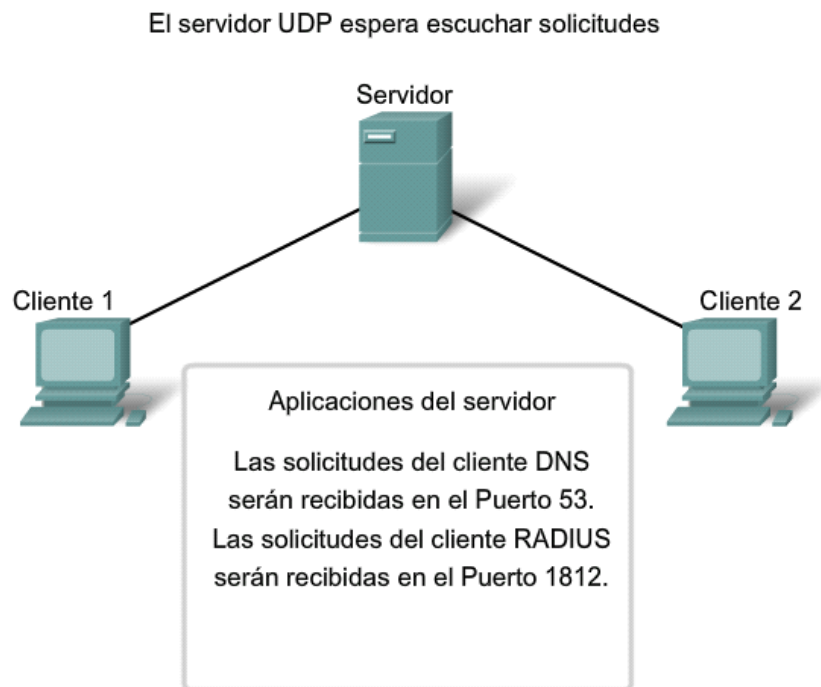 El servidor UDP espera escuchar solicitudes
Servidor
Cliente 1
Cliente 2
Aplicaciones del servidor
Las solicitudes del cliente DNS
serán recibidas en el Puerto 53.
Las solicitudes del cliente RADIUS
serán recibidas en el Puerto 1812.